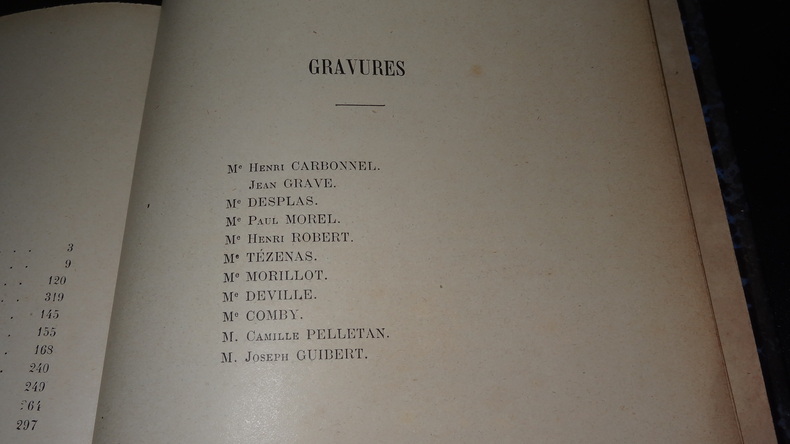 GRAVURES
Mᵉ Henri CARBONNEL.
Jean GRAVE.
Mᵉ DESPLAS.
Mᵉ Paul MOREL.
Mᵉ Henri ROBERT.
Mᵉ TÉZENAS.
Mᵉ MORILLOT.
Mᵉ DEVILLE.
Mᵉ COMBY.
M. Camille PELLETAN.
M. Joseph GUIBERT.
. . 3
. . 9
. . 120
. . 319
. . 145
. 155
. 168
. 240
249
264
297